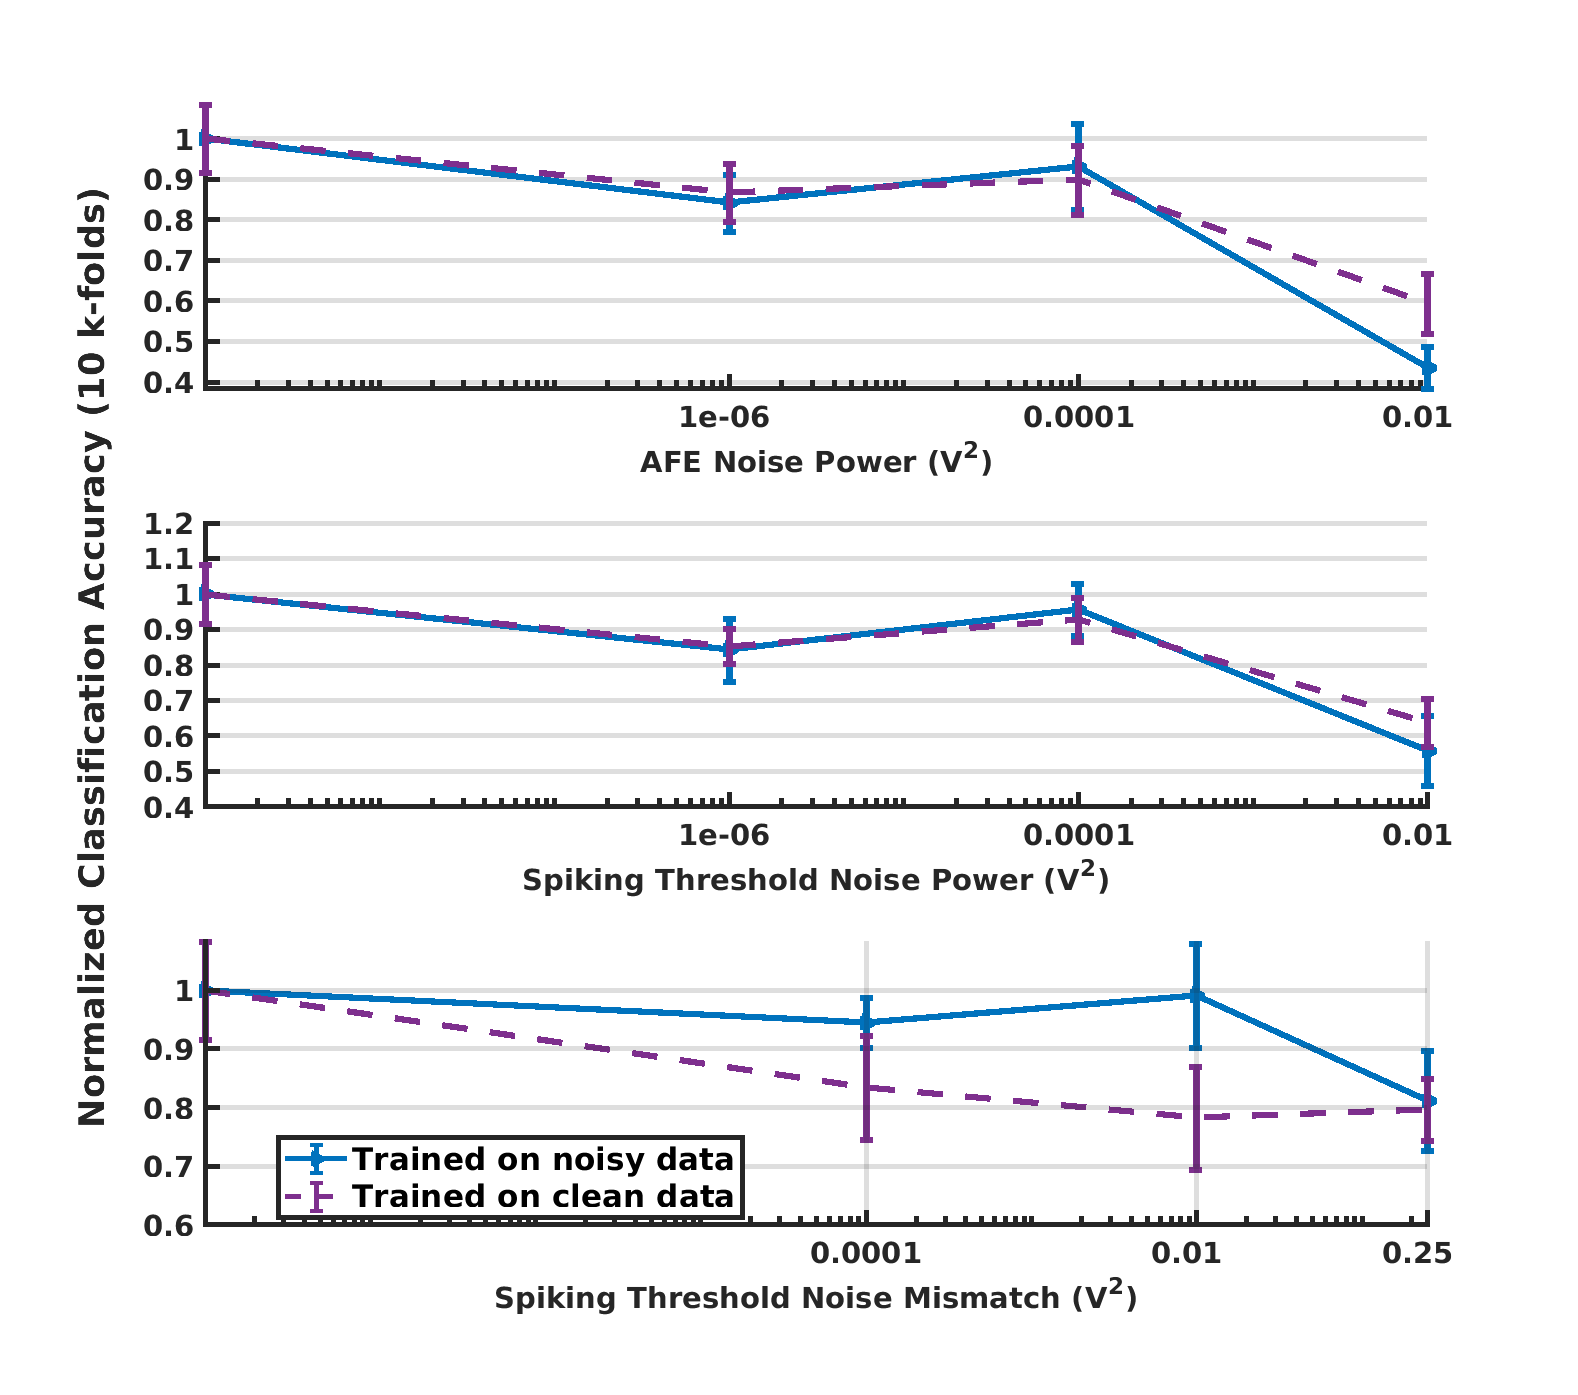 Normalized Classification Accuracy (10 k-folds)
1
0.9
0.8
0.7
0.6
0.5
0.4
1e-06 0.0001 0.01
AFE Noise Power (V²)
1.2
1.1
1
0.9
0.8
0.7
0.6
0.5
0.4
1e-06 0.0001 0.01
Spiking Threshold Noise Power (V²)
1
0.9
0.8
0.7
0.6
Trained on noisy data
Trained on clean data
0.0001 0.01 0.25
Spiking Threshold Noise Mismatch (V²)